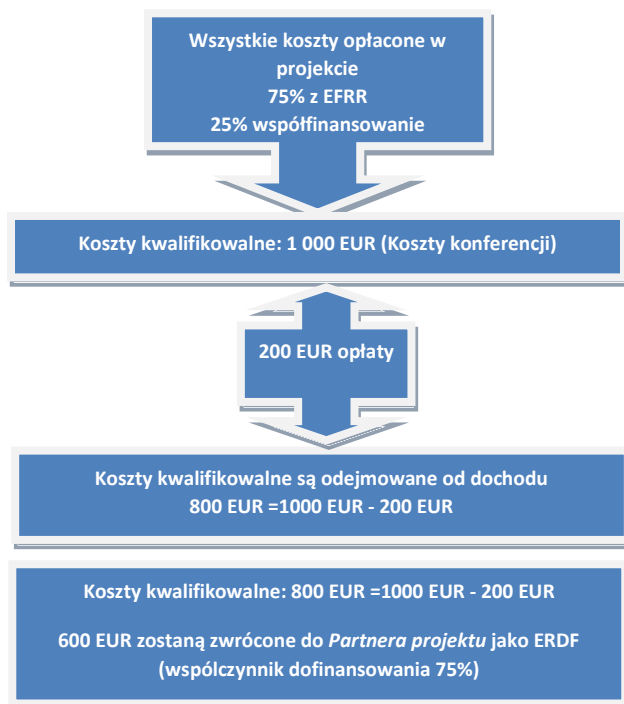 Wszystkie koszty opłacone w
projekcie
75% z EFRR
25% współfinansowanie
Koszty kwalifikowalne: 1 000 EUR (Koszty konferencji)
200 EUR opłaty
Koszty kwalifikowalne są odejmowane od dochodu
800 EUR =1000 EUR - 200 EUR
Koszty kwalifikowalne: 800 EUR =1000 EUR - 200 EUR
600 EUR zostaną zwrócone do Partnera projektu jako ERDF
(wspólczynnik dofinansowania 75%)